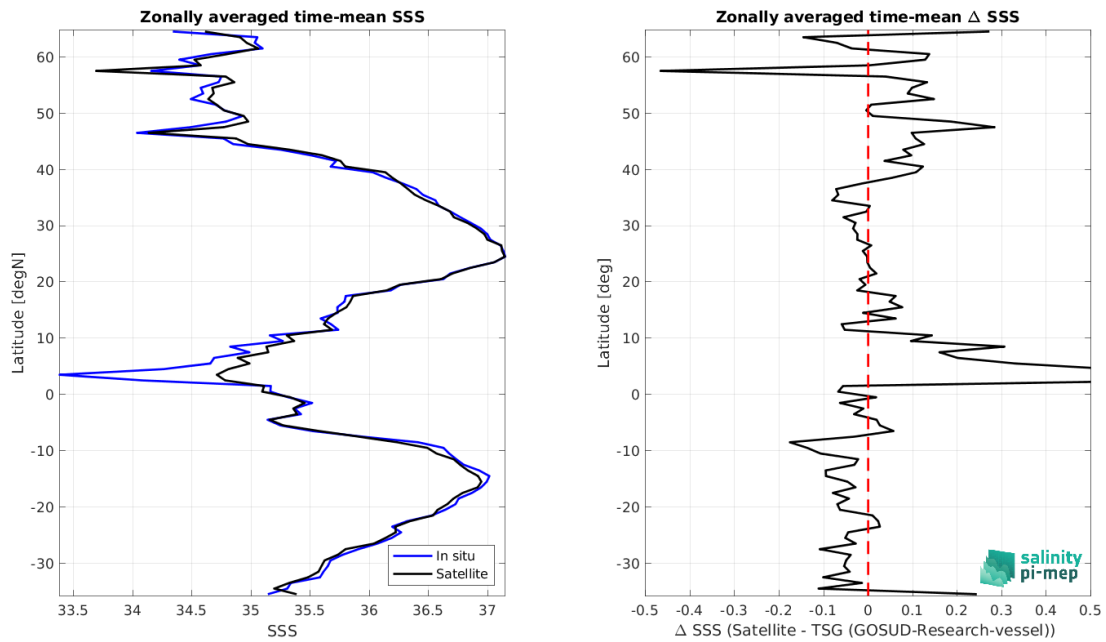 Zonally averaged time-mean SSS
60
50
40
30
20
10
0
-10
-20
-30
Latitude [degN]
In situ
Satellite
33.5 34 34.5 35 35.5 36 36.5 37
SSS
Zonally averaged time-mean Δ SSS
60
50
40
30
20
10
0
-10
-20
-30
Latitude [deg]
salinity
pi-mep
-0.5 -0.4 -0.3 -0.2 -0.1 0 0.1 0.2 0.3 0.4 0.5
Δ SSS (Satellite - TSG (GOSUD-Research-vessel))